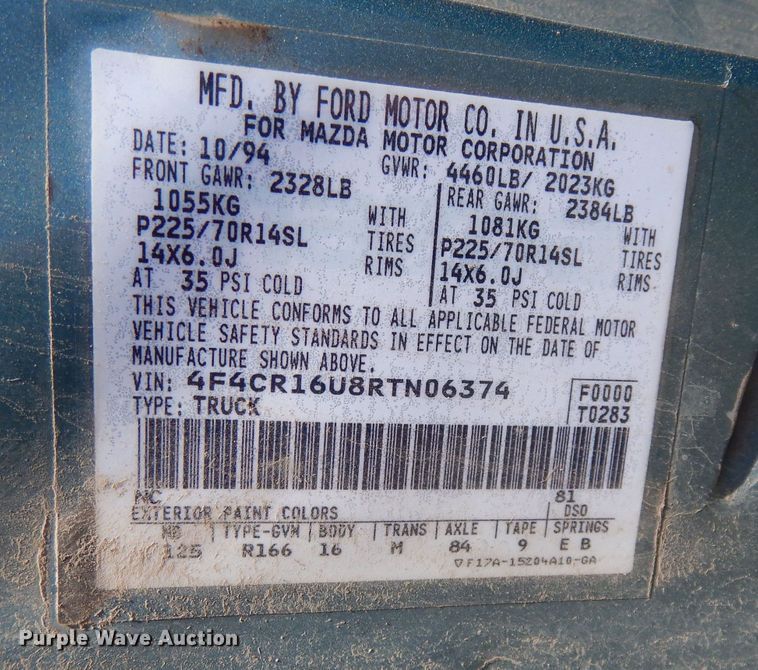 MFD. BY FORD MOTOR CO. IN U.S.A.
FOR MAZDA MOTOR CORPORATION
DATE: 10/94 GVWR: 4460LB/ 2023KG
FRONT GAWR: 2328LB REAR GAWR: 2384LB
1055KG WITH 1081KG WITH
P225/70R14SL TIRES P225/70R14SL TIRES
14X6.0J RIMS 14X6.0J RIMS
AT 35 PSI COLD AT 35 PSI COLD
THIS VEHICLE CONFORMS TO ALL APPLICABLE FEDERAL MOTOR
VEHICLE SAFETY STANDARDS IN EFFECT ON THE DATE OF
MANUFACTURE SHOWN ABOVE.
VIN: 4F4CR16U8RTN06374 F0000
TYPE: TRUCK T0283
NC 81
EXTERIOR PAINT COLORS DSO
WB TYPE-GVW BODY TRANS AXLE TAPE SPRINGS
125 R166 16 M 84 9 E B
▽F17A-15204A10-GA
Purple Wave Auction